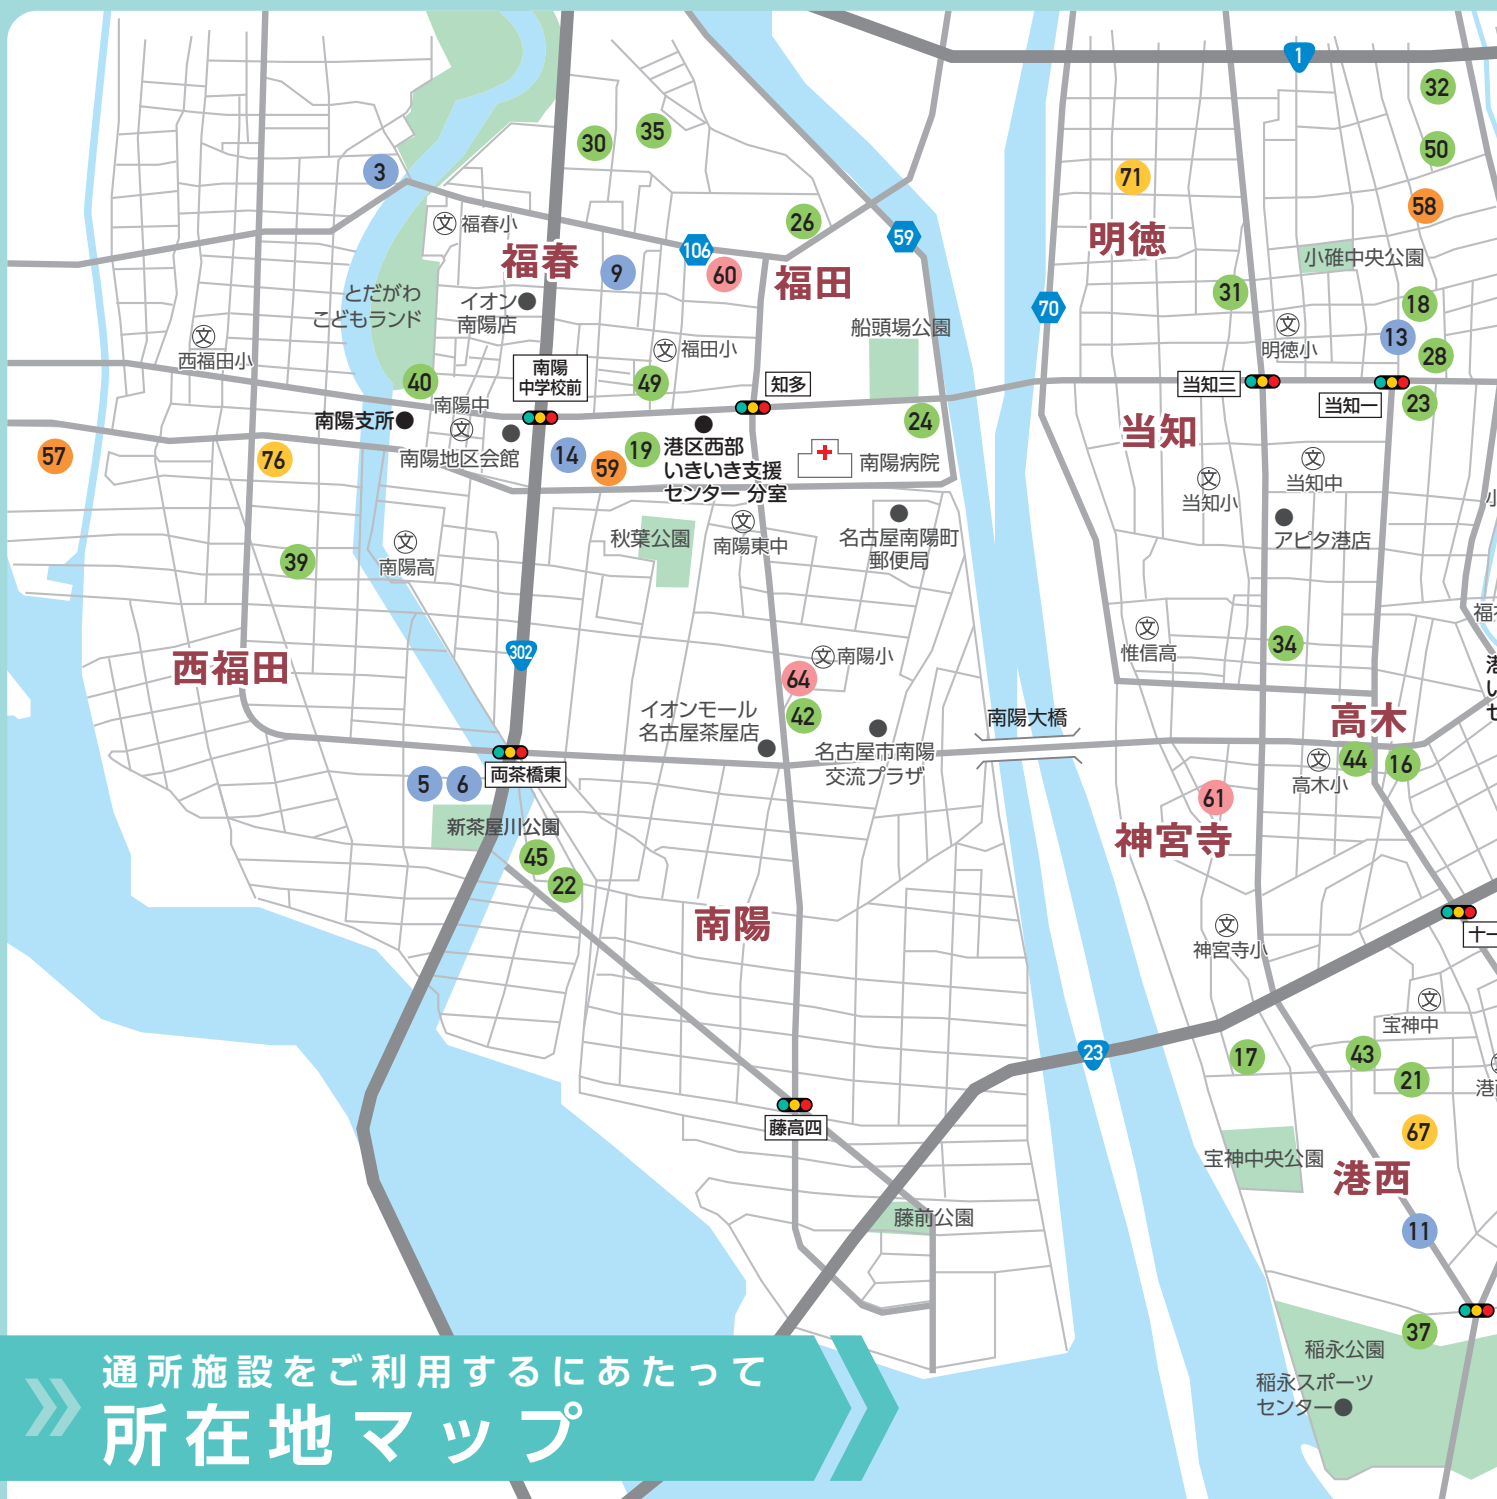 1
32
35
30
50
3
71
58
福春小
26
59
明徳
106
福春
9
60
福田
小碓中央公園
31
18
とだがわ
こどもランド
イオン
南陽店
70
船頭場公園
13
西福田小
福田小
明徳小
28
南陽
中学校前
40
49
知多
当知三
当知一
23
南陽中
南陽支所
24
当知
57
76
南陽地区会館
14
59
19
港区西部
いきいき支援
センター 分室
南陽病院
当知小
当知中
秋葉公園
南陽東中
名古屋南陽町
郵便局
アピタ港店
39
南陽高
惟信高
34
302
西福田
南陽小
64
42
イオンモール
名古屋茶屋店
南陽大橋
高木
名古屋市南陽
交流プラザ
44
16
高木小
両茶橋東
5
6
61
新茶屋川公園
神宮寺
45
22
南陽
神宮寺小
十一
宝神中
23
17
43
21
藤高四
67
宝神中央公園
港西
藤前公園
11
37
稲永公園
稲永スポーツ
センター
通所施設をご利用するにあたって
所在地マップ